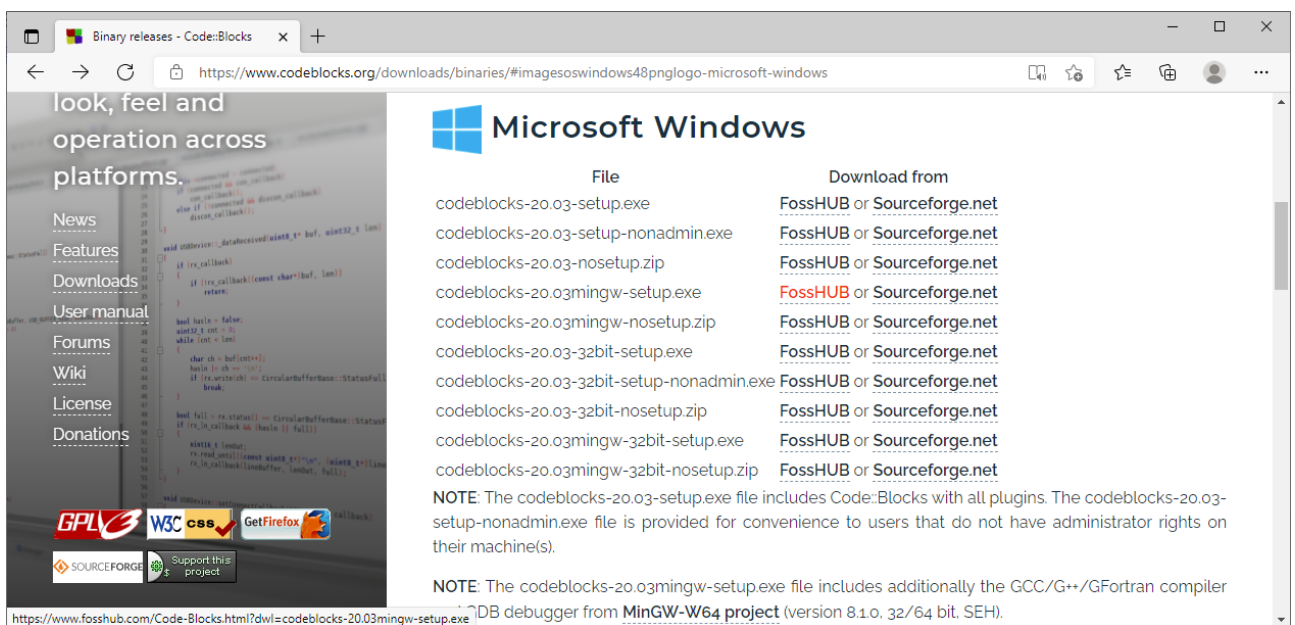 Binary releases - Code::Blocks
https://www.codeblocks.org/downloads/binaries/#imagesoswindows48pnglogo-microsoft-windows
look, feel and
operation across
platforms.
News
Features
Downloads
User manual
Forums
Wiki
License
Donations
GPL 3
W3C css
GetFirefox
SOURCEFORGE
Support this
project
Microsoft Windows
File Download from
codeblocks-20.03-setup.exe FossHUB or Sourceforge.net
codeblocks-20.03-setup-nonadmin.exe FossHUB or Sourceforge.net
codeblocks-20.03-nosetup.zip FossHUB or Sourceforge.net
codeblocks-20.03mingw-setup.exe FossHUB or Sourceforge.net
codeblocks-20.03mingw-nosetup.zip FossHUB or Sourceforge.net
codeblocks-20.03-32bit-setup.exe FossHUB or Sourceforge.net
codeblocks-20.03-32bit-setup-nonadmin.exe FossHUB or Sourceforge.net
codeblocks-20.03-32bit-nosetup.zip FossHUB or Sourceforge.net
codeblocks-20.03mingw-32bit-setup.exe FossHUB or Sourceforge.net
codeblocks-20.03mingw-32bit-nosetup.zip FossHUB or Sourceforge.net
NOTE: The codeblocks-20.03-setup.exe file includes Code::Blocks with all plugins. The codeblocks-20.03-
setup-nonadmin.exe file is provided for convenience to users that do not have administrator rights on
their machine(s).
NOTE: The codeblocks-20.03mingw-setup.exe file includes additionally the GCC/G++/GFortran compiler
GDB debugger from MinGW-W64 project (version 8.1.0, 32/64 bit, SEH).
https://www.fosshub.com/Code-Blocks.html?dwl=codeblocks-20.03mingw-setup.exe